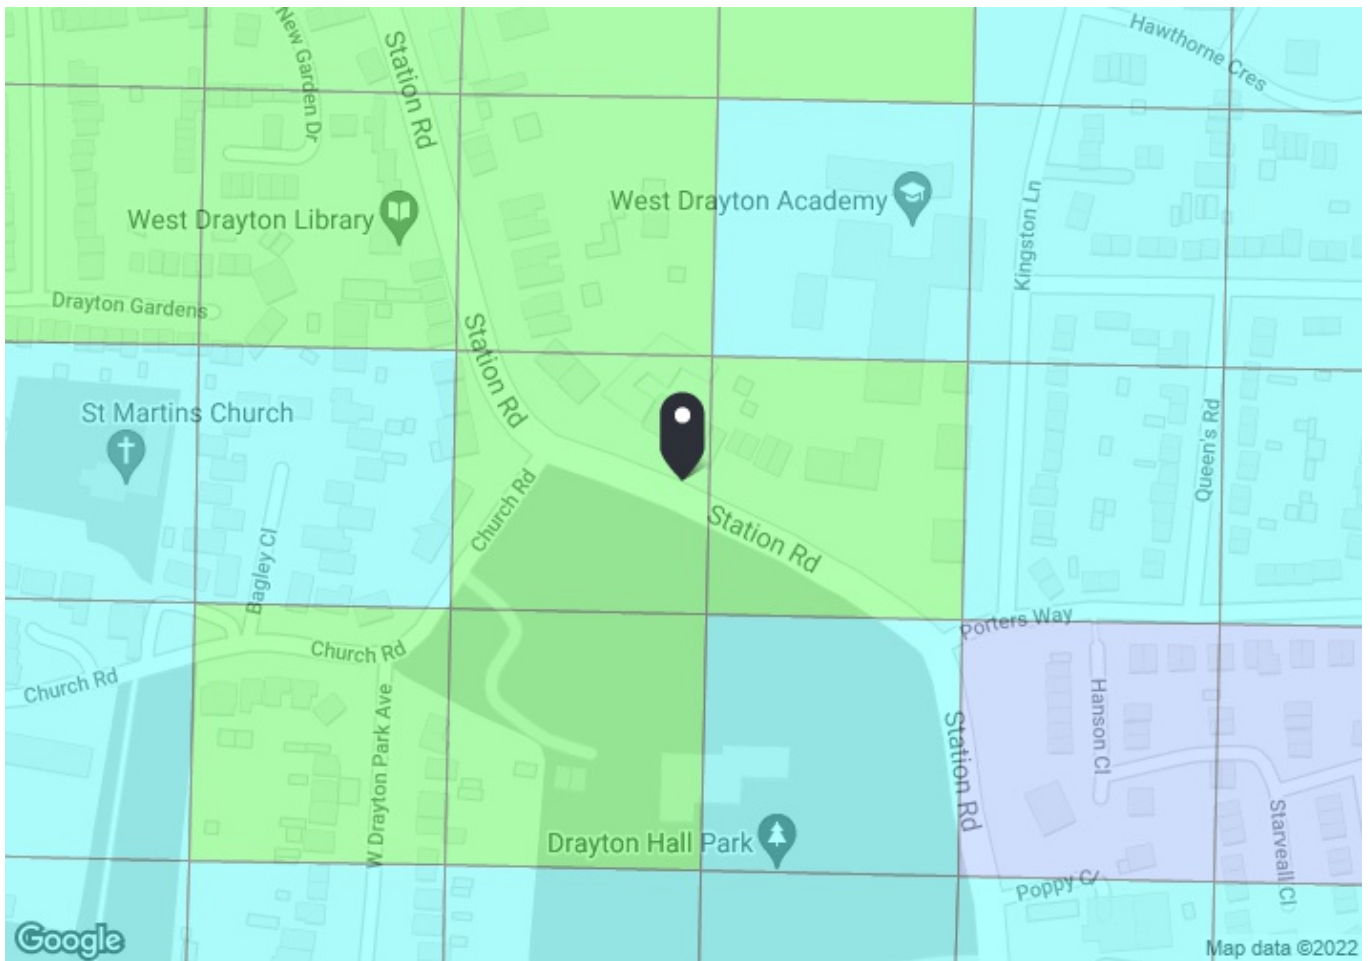 New Garden Dr
Station Rd
Hawthorne Cres
West Drayton Library
West Drayton Academy
Kingston Ln
Drayton Gardens
Station Rd
St Martins Church
Church Rd
Queen's Rd
Bagley Cl
Station Rd
Church Rd
Porters Way
Church Rd
W Drayton Park Ave
Hanson Cl
Station Rd
Starveall Cl
Drayton Hall Park
Poppy Cl
Google
Map data ©2022